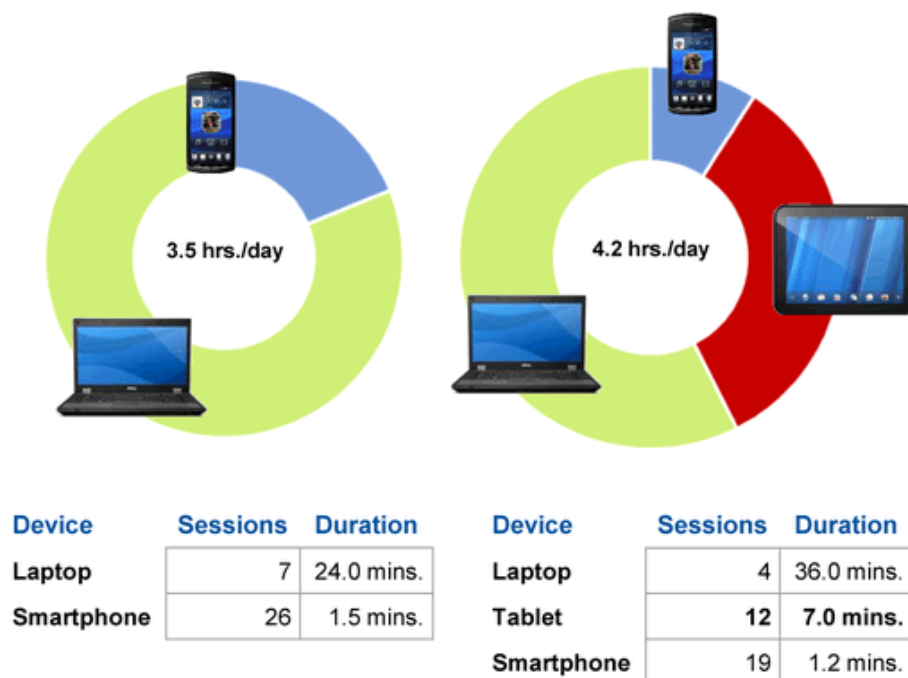 3.5 hrs./day
4.2 hrs./day
Device Sessions Duration
Laptop 7 24.0 mins.
Smartphone 26 1.5 mins.
Device Sessions Duration
Laptop 4 36.0 mins.
Tablet 12 7.0 mins.
Smartphone 19 1.2 mins.